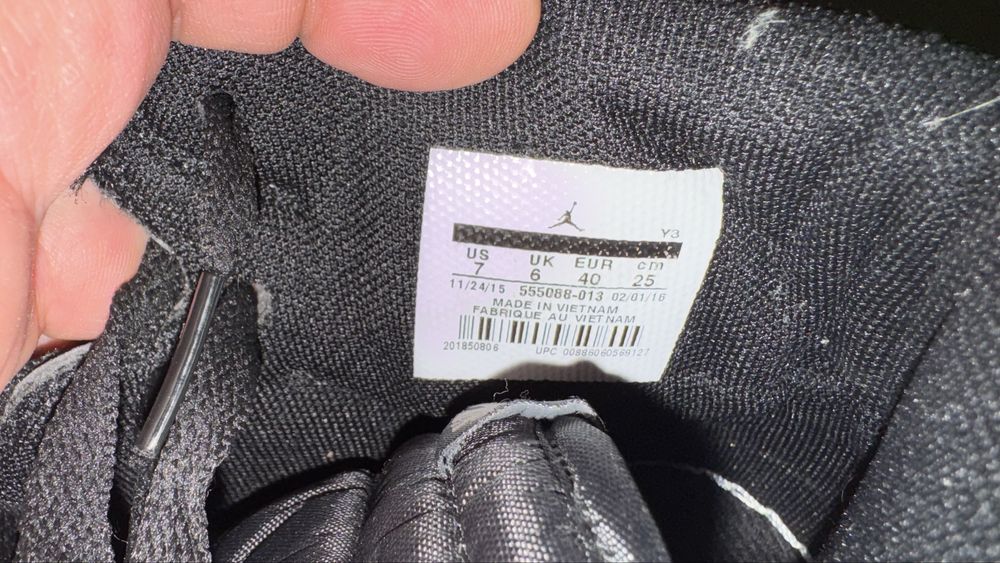 Y3
US UK EUR cm
7 6 40 25
11/24/15 555088-013 02/01/16
MADE IN VIETNAM
FABRIQUE AU VIETNAM
201850806 UPC 00886060569127